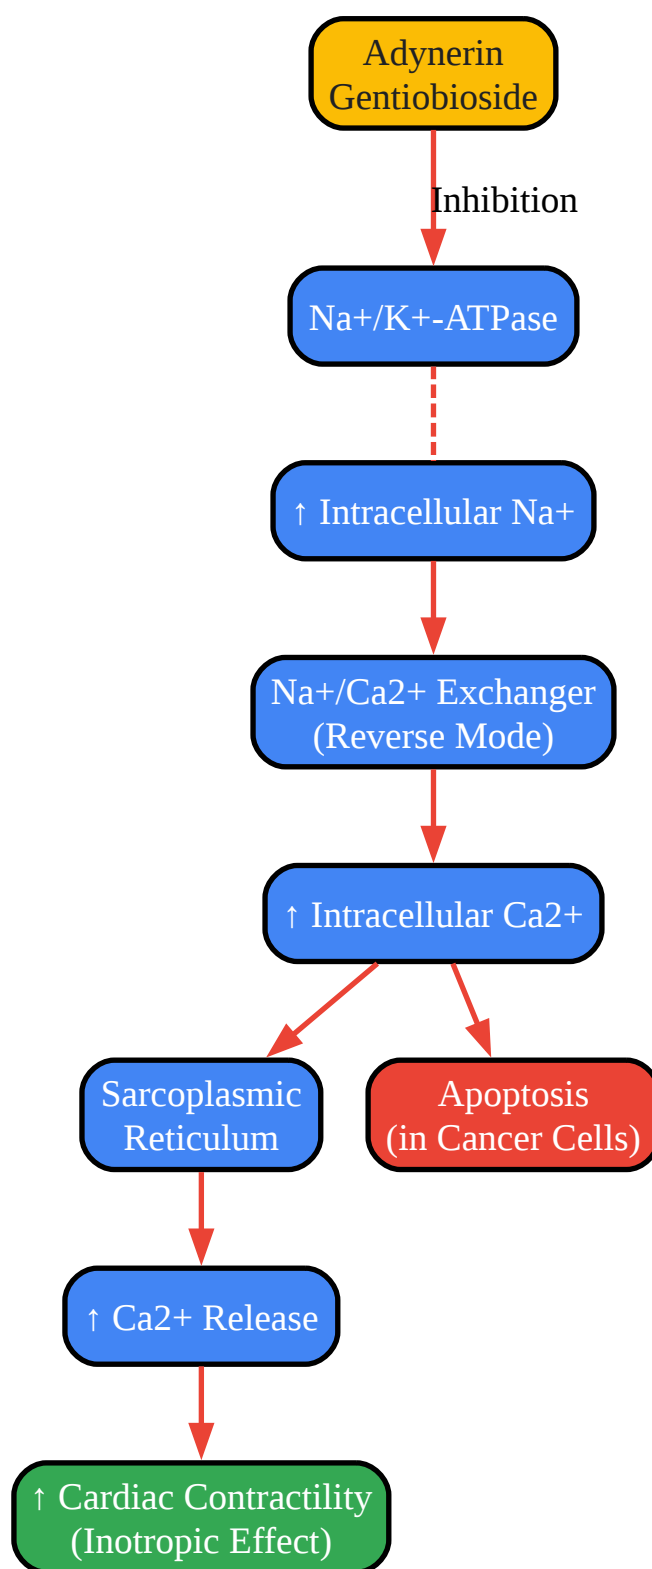 Adynerin
Gentiobioside
Inhibition
Na+/K+-ATPase
↑ Intracellular Na+
Na+/Ca2+ Exchanger
(Reverse Mode)
↑ Intracellular Ca2+
Sarcoplasmic
Reticulum
Apoptosis
(in Cancer Cells)
↑ Ca2+ Release
↑ Cardiac Contractility
(Inotropic Effect)